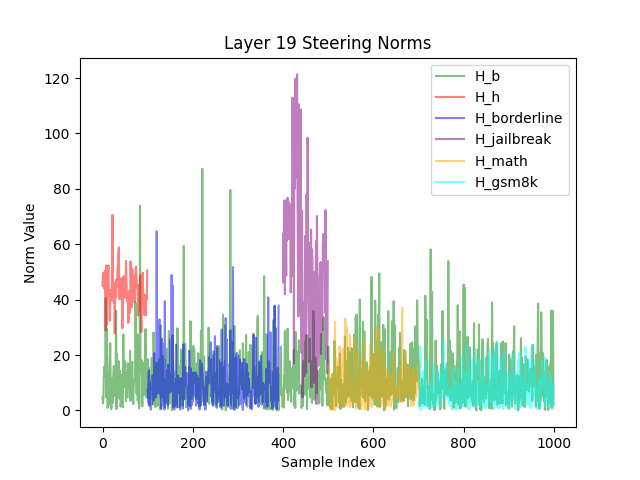 Layer 19 Steering Norms
Norm Value
120
100
80
60
40
20
0
H_b
H_h
H_borderline
H_jailbreak
H_math
H_gsm8k
0 200 400 600 800 1000
Sample Index